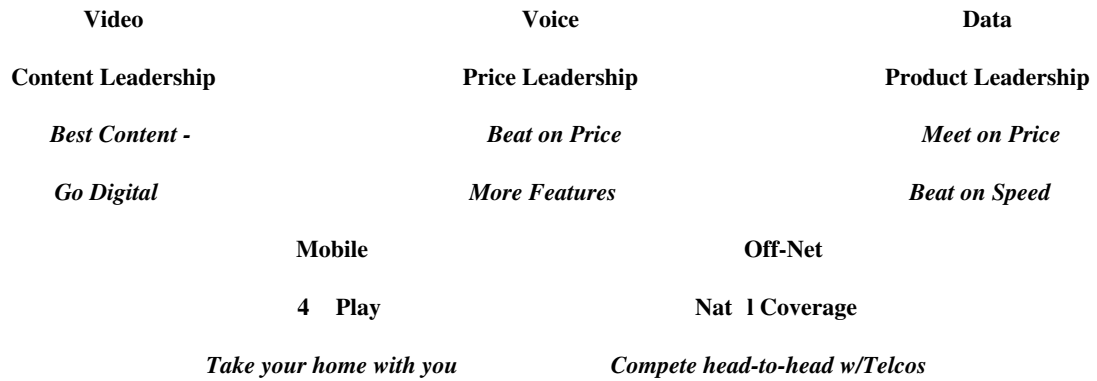 Video Voice Data
Content Leadership Price Leadership Product Leadership
Best Content - Beat on Price Meet on Price
Go Digital More Features Beat on Speed
Mobile Off-Net
4 Play Nat l Coverage
Take your home with you Compete head-to-head w/Telcos